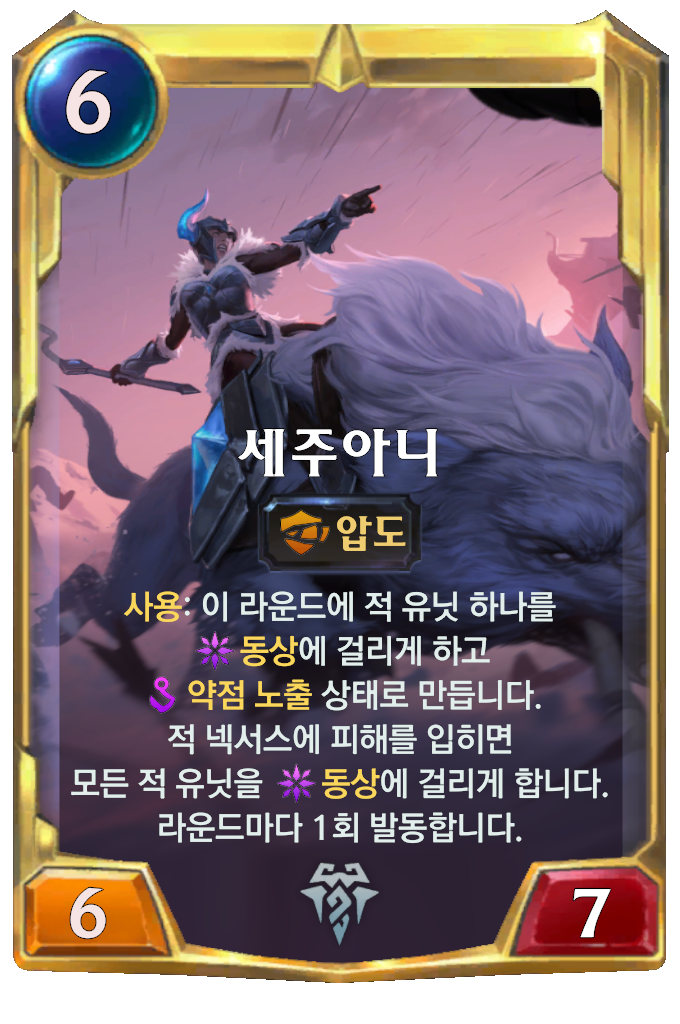 6
세주아니
압도
사용: 이 라운드에 적 유닛 하나를
동상에 걸리게 하고
약점 노출 상태로 만듭니다.
적 넥서스에 피해를 입히면
모든 적 유닛을 동상에 걸리게 합니다.
라운드마다 1회 발동합니다.
6
7